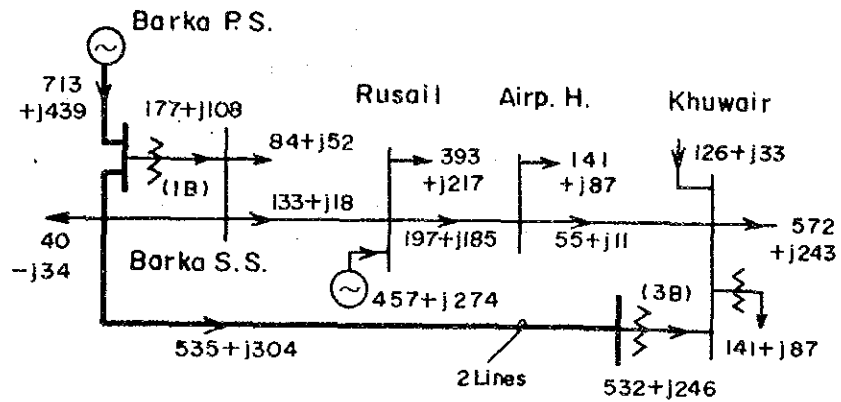 Barka P.S.
713
+j439
177+j108
Rusail
Airp. H.
Khuwair
84+j52
393
+j217
141
+j87
126+j33
(1B)
133+j18
197+j185
55+j11
40
-j34
Barka S.S.
572
+j243
457+j274
(3B)
535+j304
2 Lines
141+j87
532+j246